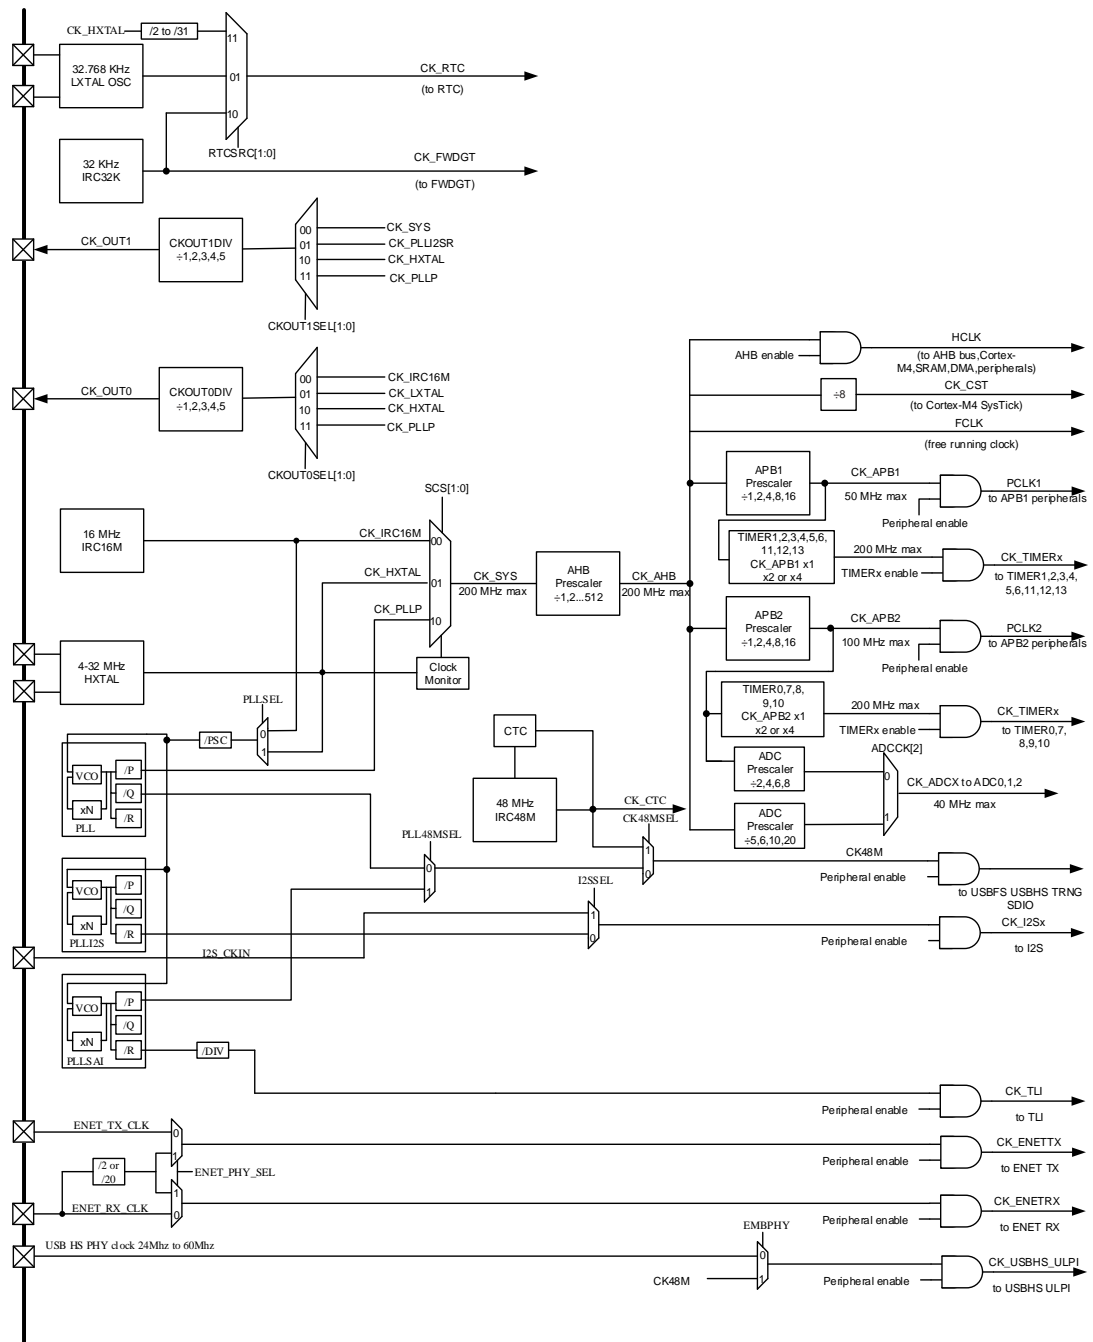 CK_HXTAL
/2 to /31
11
32.768 KHz
LXTAL OSC
01
CK_RTC
(to RTC)
10
RTCSRC[1:0]
32 KHz
IRC32K
CK_FWDGT
(to FWDGT)
CK_OUT1
CKOUT1DIV
÷1,2,3,4,5
00
CK_SYS
01
CK_PLLI2SR
10
CK_HXTAL
11
CK_PLLP
CKOUT1SEL[1:0]
CK_OUT0
CKOUT0DIV
÷1,2,3,4,5
00
CK_IRC16M
01
CK_LXTAL
10
CK_HXTAL
11
CK_PLLP
CKOUT0SEL[1:0]
AHB enable
HCLK
(to AHB bus,Cortex-
M4,SRAM,DMA,peripherals)
÷8
CK_CST
(to Cortex-M4 SysTick)
FCLK
(free running clock)
SCS[1:0]
16 MHz
IRC16M
CK_IRC16M
00
CK_HXTAL
01
CK_PLLP
10
CK_SYS
200 MHz max
AHB
Prescaler
÷1,2...512
CK_AHB
200 MHz max
4-32 MHz
HXTAL
Clock
Monitor
APB1
Prescaler
÷1,2,4,8,16
CK_APB1
50 MHz max
Peripheral enable
PCLK1
to APB1 peripherals
TIMER1,2,3,4,5,6,
11,12,13
CK_APB1 x1
x2 or x4
200 MHz max
TIMERx enable
CK_TIMERx
to TIMER1,2,3,4,
5,6,11,12,13
APB2
Prescaler
÷1,2,4,8,16
CK_APB2
100 MHz max
Peripheral enable
PCLK2
to APB2 peripherals
TIMER0,7,8,
9,10
CK_APB2 x1
x2 or x4
200 MHz max
TIMERx enable
CK_TIMERx
to TIMER0,7,
8,9,10
ADC
Prescaler
÷2,4,6,8
ADCCK[2]
0
1
ADC
Prescaler
÷5,6,10,20
CK_ADCX to ADC0,1,2
40 MHz max
PLLSEL
0
1
/PSC
VCO
xN
/P
/Q
/R
PLL
CTC
48 MHz
IRC48M
CK_CTC
CK48MSEL
1
0
PLL48MSEL
0
1
CK48M
Peripheral enable
to USBFS USBHS TRNG
SDIO
VCO
xN
/P
/Q
/R
PLLI2S
I2SSEL
1
0
I2S_CKIN
Peripheral enable
CK_I2Sx
to I2S
VCO
xN
/P
/Q
/R
PLLSAI
/DIV
Peripheral enable
CK_TLI
to TLI
ENET_TX_CLK
0
1
/2 or
/20
ENET_PHY_SEL
Peripheral enable
CK_ENETTX
to ENET TX
ENET_RX_CLK
1
0
Peripheral enable
CK_ENETRX
to ENET RX
USB HS PHY clock 24Mhz to 60Mhz
EMBPHY
0
1
CK48M
Peripheral enable
CK_USBHS_ULPI
to USBHS ULPI